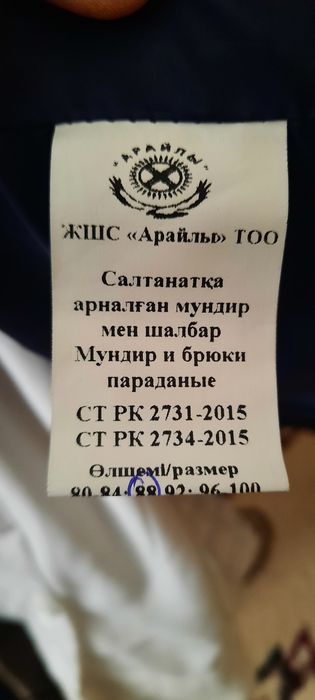 "АРАЙЛЫ"
ЖШС «Арайлы» ТОО
Салтанатқа
арналған мундир
мен шалбар
Мундир и брюки
параданые
СТ РК 2731-2015
СТ РК 2734-2015
Өлшемі/размер
80-84; 88 92; 96-100